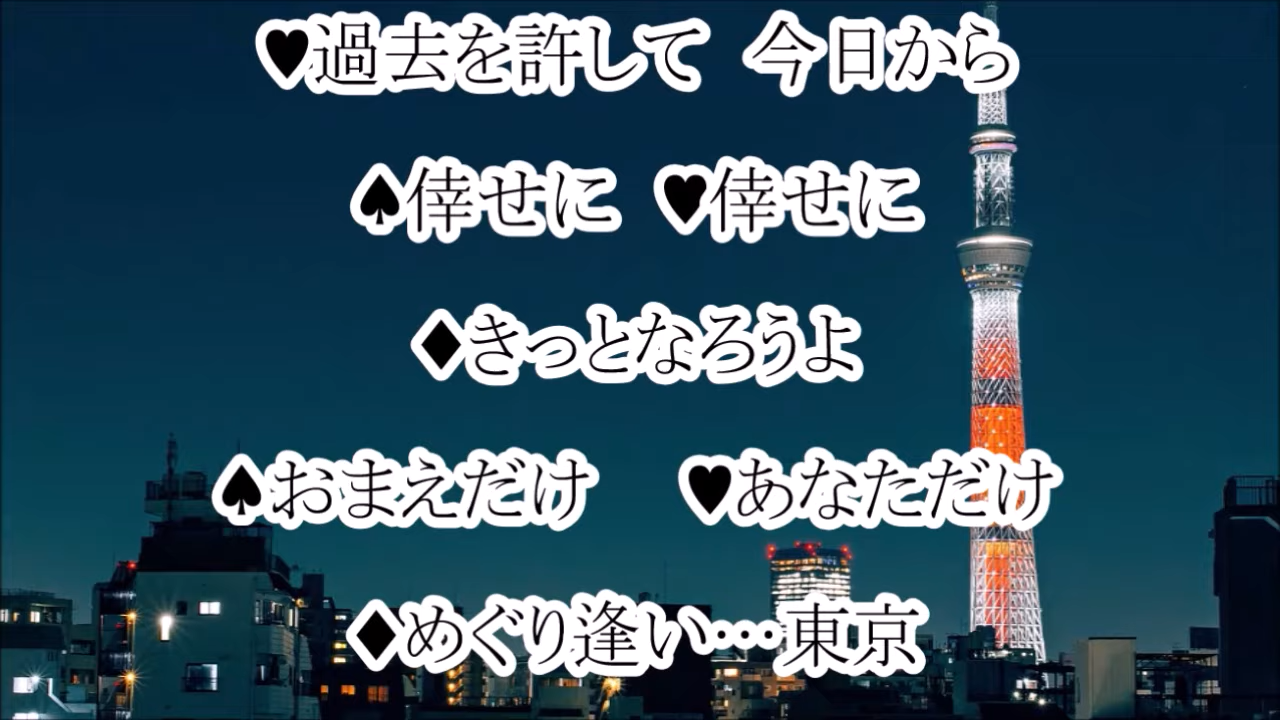 ♥過去を許して 今日から
♠倖せに ♥倖せに
♦きっとなろうよ
♠おまえだけ ♥あなただけ
♦めぐり逢い…東京